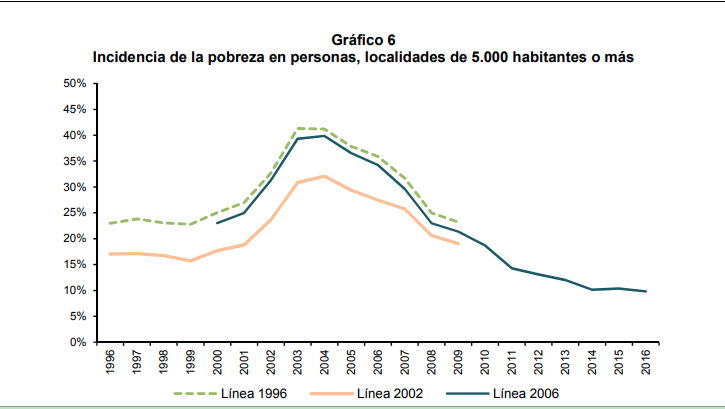 Gráfico 6
Incidencia de la pobreza en personas, localidades de 5.000 habitantes o más
50%
45%
40%
35%
30%
25%
20%
15%
10%
5%
0%
1996 1997 1998 1999 2000 2001 2002 2003 2004 2005 2006 2007 2008 2009 2010 2011 2012 2013 2014 2015 2016
Línea 1996 Línea 2002 Línea 2006